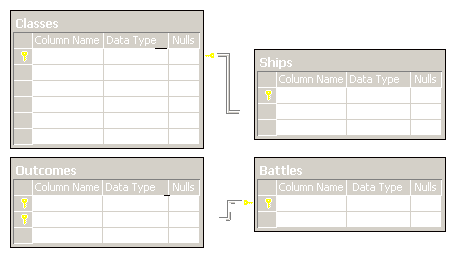 Classes
Column Name Data Type Nulls
Ships
Column Name Data Type Nulls
Outcomes
Column Name Data Type Nulls
Battles
Column Name Data Type Nulls